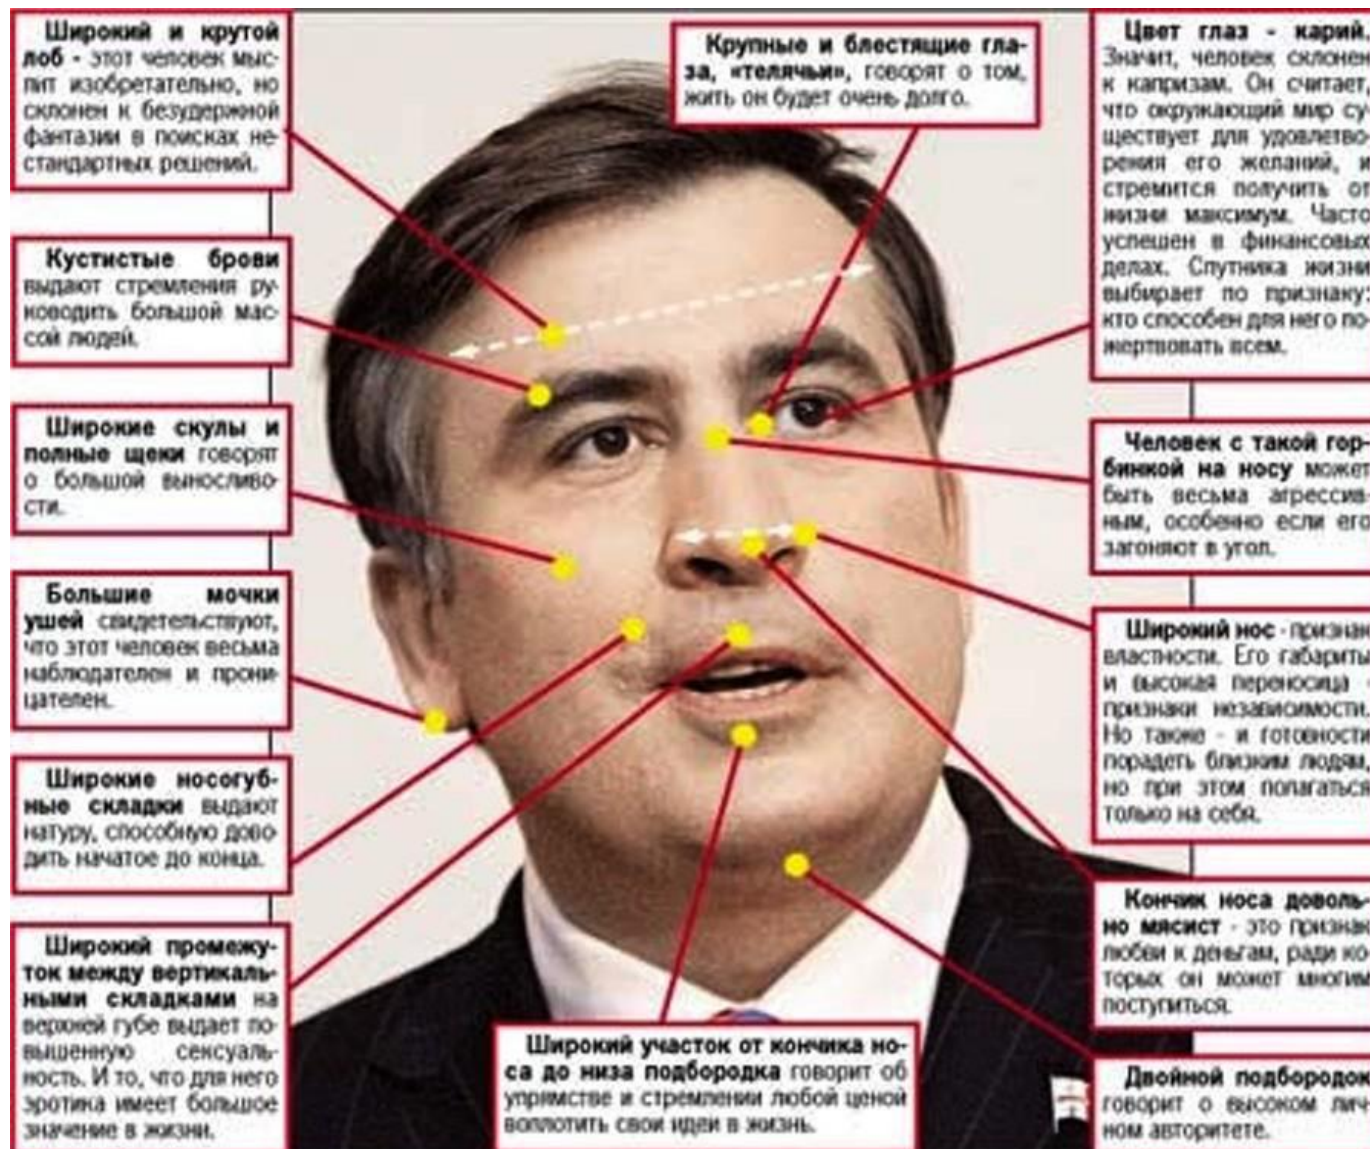 Широкий и крутой
лоб - этот человек мыс-
лит изобретательно, но
склонен к безудержной
фантазии в поисках не-
стандартных решений.
Кустистые брови
выдают стремления ру-
ководить большой мас-
сой людей.
Широкие скулы и
полные щеки говорят
о большой выносливо-
сти.
Большие мочки
ушей свидетельствуют,
что этот человек весьма
наблюдателен и прони-
цателен.
Широкие носогуб-
ные складки выдают
натуру, способную дово-
дить начатое до конца.
Широкий промежу-
ток между вертикаль-
ными складками на
верхней губе выдает по-
вышенную сексуаль-
ность. И то, что для него
эротика имеет большое
значение в жизни.
Крупные и блестящие гла-
за, «телячьи», говорят о том,
жить он будет очень долго.
Широкий участок от кончика но-
са до низа подбородка говорит об
упрямстве и стремлении любой ценой
воплотить свои идеи в жизнь.
Цвет глаз - карий.
Значит, человек склонен
к капризам. Он считает,
что окружающий мир су-
ществует для удовлетво-
рения его желаний, и
стремится получить от
жизни максимум. Часто
успешен в финансовых
делах. Спутника жизни
выбирает по признаку:
кто способен для него по-
жертвовать всем.
Человек с такой гор-
бинкой на носу может
быть весьма агрессив-
ным, особенно если его
загоняют в угол.
Широкий нос - признак
властности. Его габариты
и высокая переносица -
признаки независимости.
Но также - и готовности
порадеть близким людям,
но при этом полагаться
только на себя.
Кончик носа доволь-
но мясист - это признак
любви к деньгам, ради ко-
торых он может многим
поступиться.
Двойной подбородок
говорит о высоком лич-
ном авторитете.